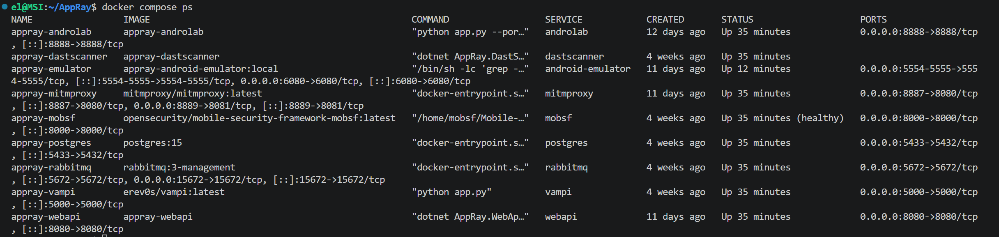 el@MSI:~/AppRay$ docker compose ps
NAME                 IMAGE                                                 COMMAND                  SERVICE            CREATED       STATUS                    PORTS
appray-androlab      appray-androlab                                       "python app.py --por…"   androlab           12 days ago   Up 35 minutes             0.0.0.0:8888->8888/tcp
, [::]:8888->8888/tcp
appray-dastscanner   appray-dastscanner                                    "dotnet AppRay.DastS…"   dastscanner        4 weeks ago   Up 35 minutes
appray-emulator      appray-android-emulator:local                         "/bin/sh -lc 'grep -…"   android-emulator   11 days ago   Up 12 minutes             0.0.0.0:5554-5555->555
4-5555/tcp, [::]:5554-5555->5554-5555/tcp, 0.0.0.0:6080->6080/tcp, [::]:6080->6080/tcp
appray-mitmproxy     mitmproxy/mitmproxy:latest                            "docker-entrypoint.s…"   mitmproxy          11 days ago   Up 35 minutes             0.0.0.0:8887->8080/tcp
, [::]:8887->8080/tcp, 0.0.0.0:8889->8081/tcp, [::]:8889->8081/tcp
appray-mobsf         opensecurity/mobile-security-framework-mobsf:latest   "/home/mobsf/Mobile-…"   mobsf              4 weeks ago   Up 35 minutes (healthy)   0.0.0.0:8000->8000/tcp
, [::]:8000->8000/tcp
appray-postgres      postgres:15                                           "docker-entrypoint.s…"   postgres           4 weeks ago   Up 35 minutes             0.0.0.0:5433->5432/tcp
, [::]:5433->5432/tcp
appray-rabbitmq      rabbitmq:3-management                                 "docker-entrypoint.s…"   rabbitmq           4 weeks ago   Up 35 minutes             0.0.0.0:5672->5672/tcp
, [::]:5672->5672/tcp, 0.0.0.0:15672->15672/tcp, [::]:15672->15672/tcp
appray-vampi         erev0s/vampi:latest                                   "python app.py"          vampi              4 weeks ago   Up 35 minutes             0.0.0.0:5000->5000/tcp
, [::]:5000->5000/tcp
appray-webapi        appray-webapi                                         "dotnet AppRay.WebAp…"   webapi             11 days ago   Up 35 minutes             0.0.0.0:8080->8080/tcp
, [::]:8080->8080/tcp